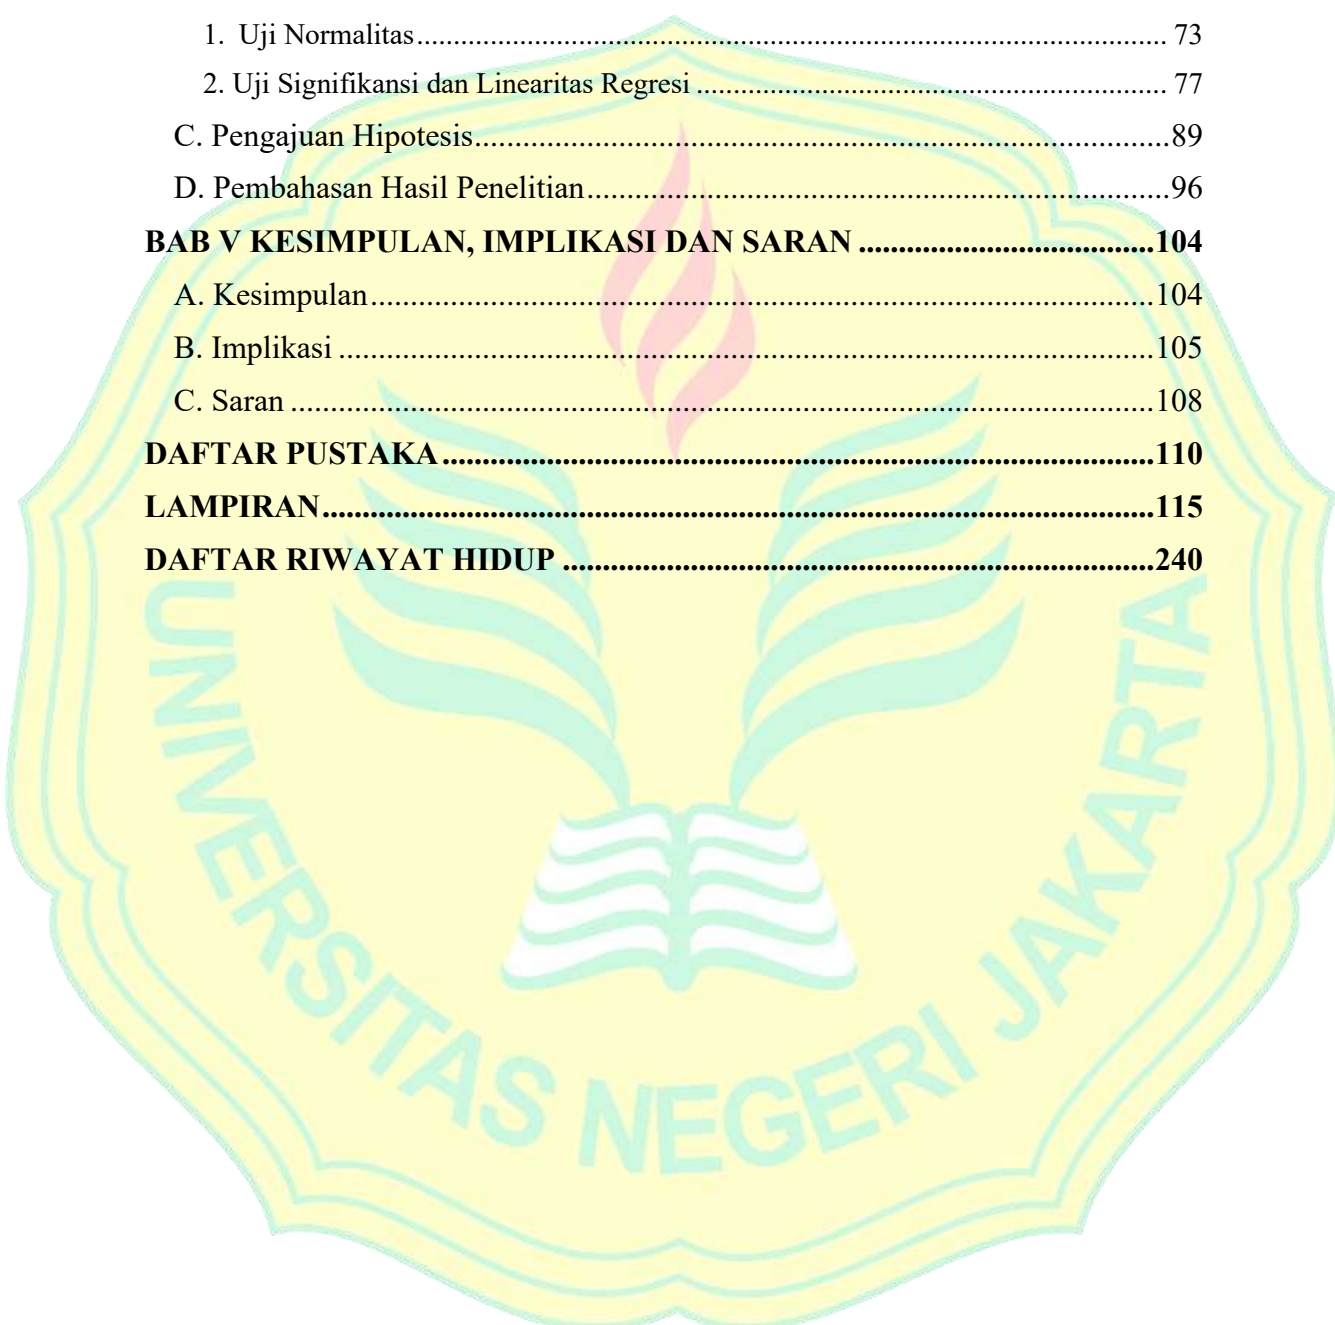 1. Uji Normalitas.......... 73
2. Uji Signifikansi dan Linearitas Regresi .......... 77
C. Pengajuan Hipotesis..........89
D. Pembahasan Hasil Penelitian..........96
BAB V KESIMPULAN, IMPLIKASI DAN SARAN ..........104
A. Kesimpulan..........104
B. Implikasi ..........105
C. Saran ..........108
DAFTAR PUSTAKA..........110
LAMPIRAN..........115
DAFTAR RIWAYAT HIDUP ..........240
UNIVERSITAS NEGERI JAKARTA